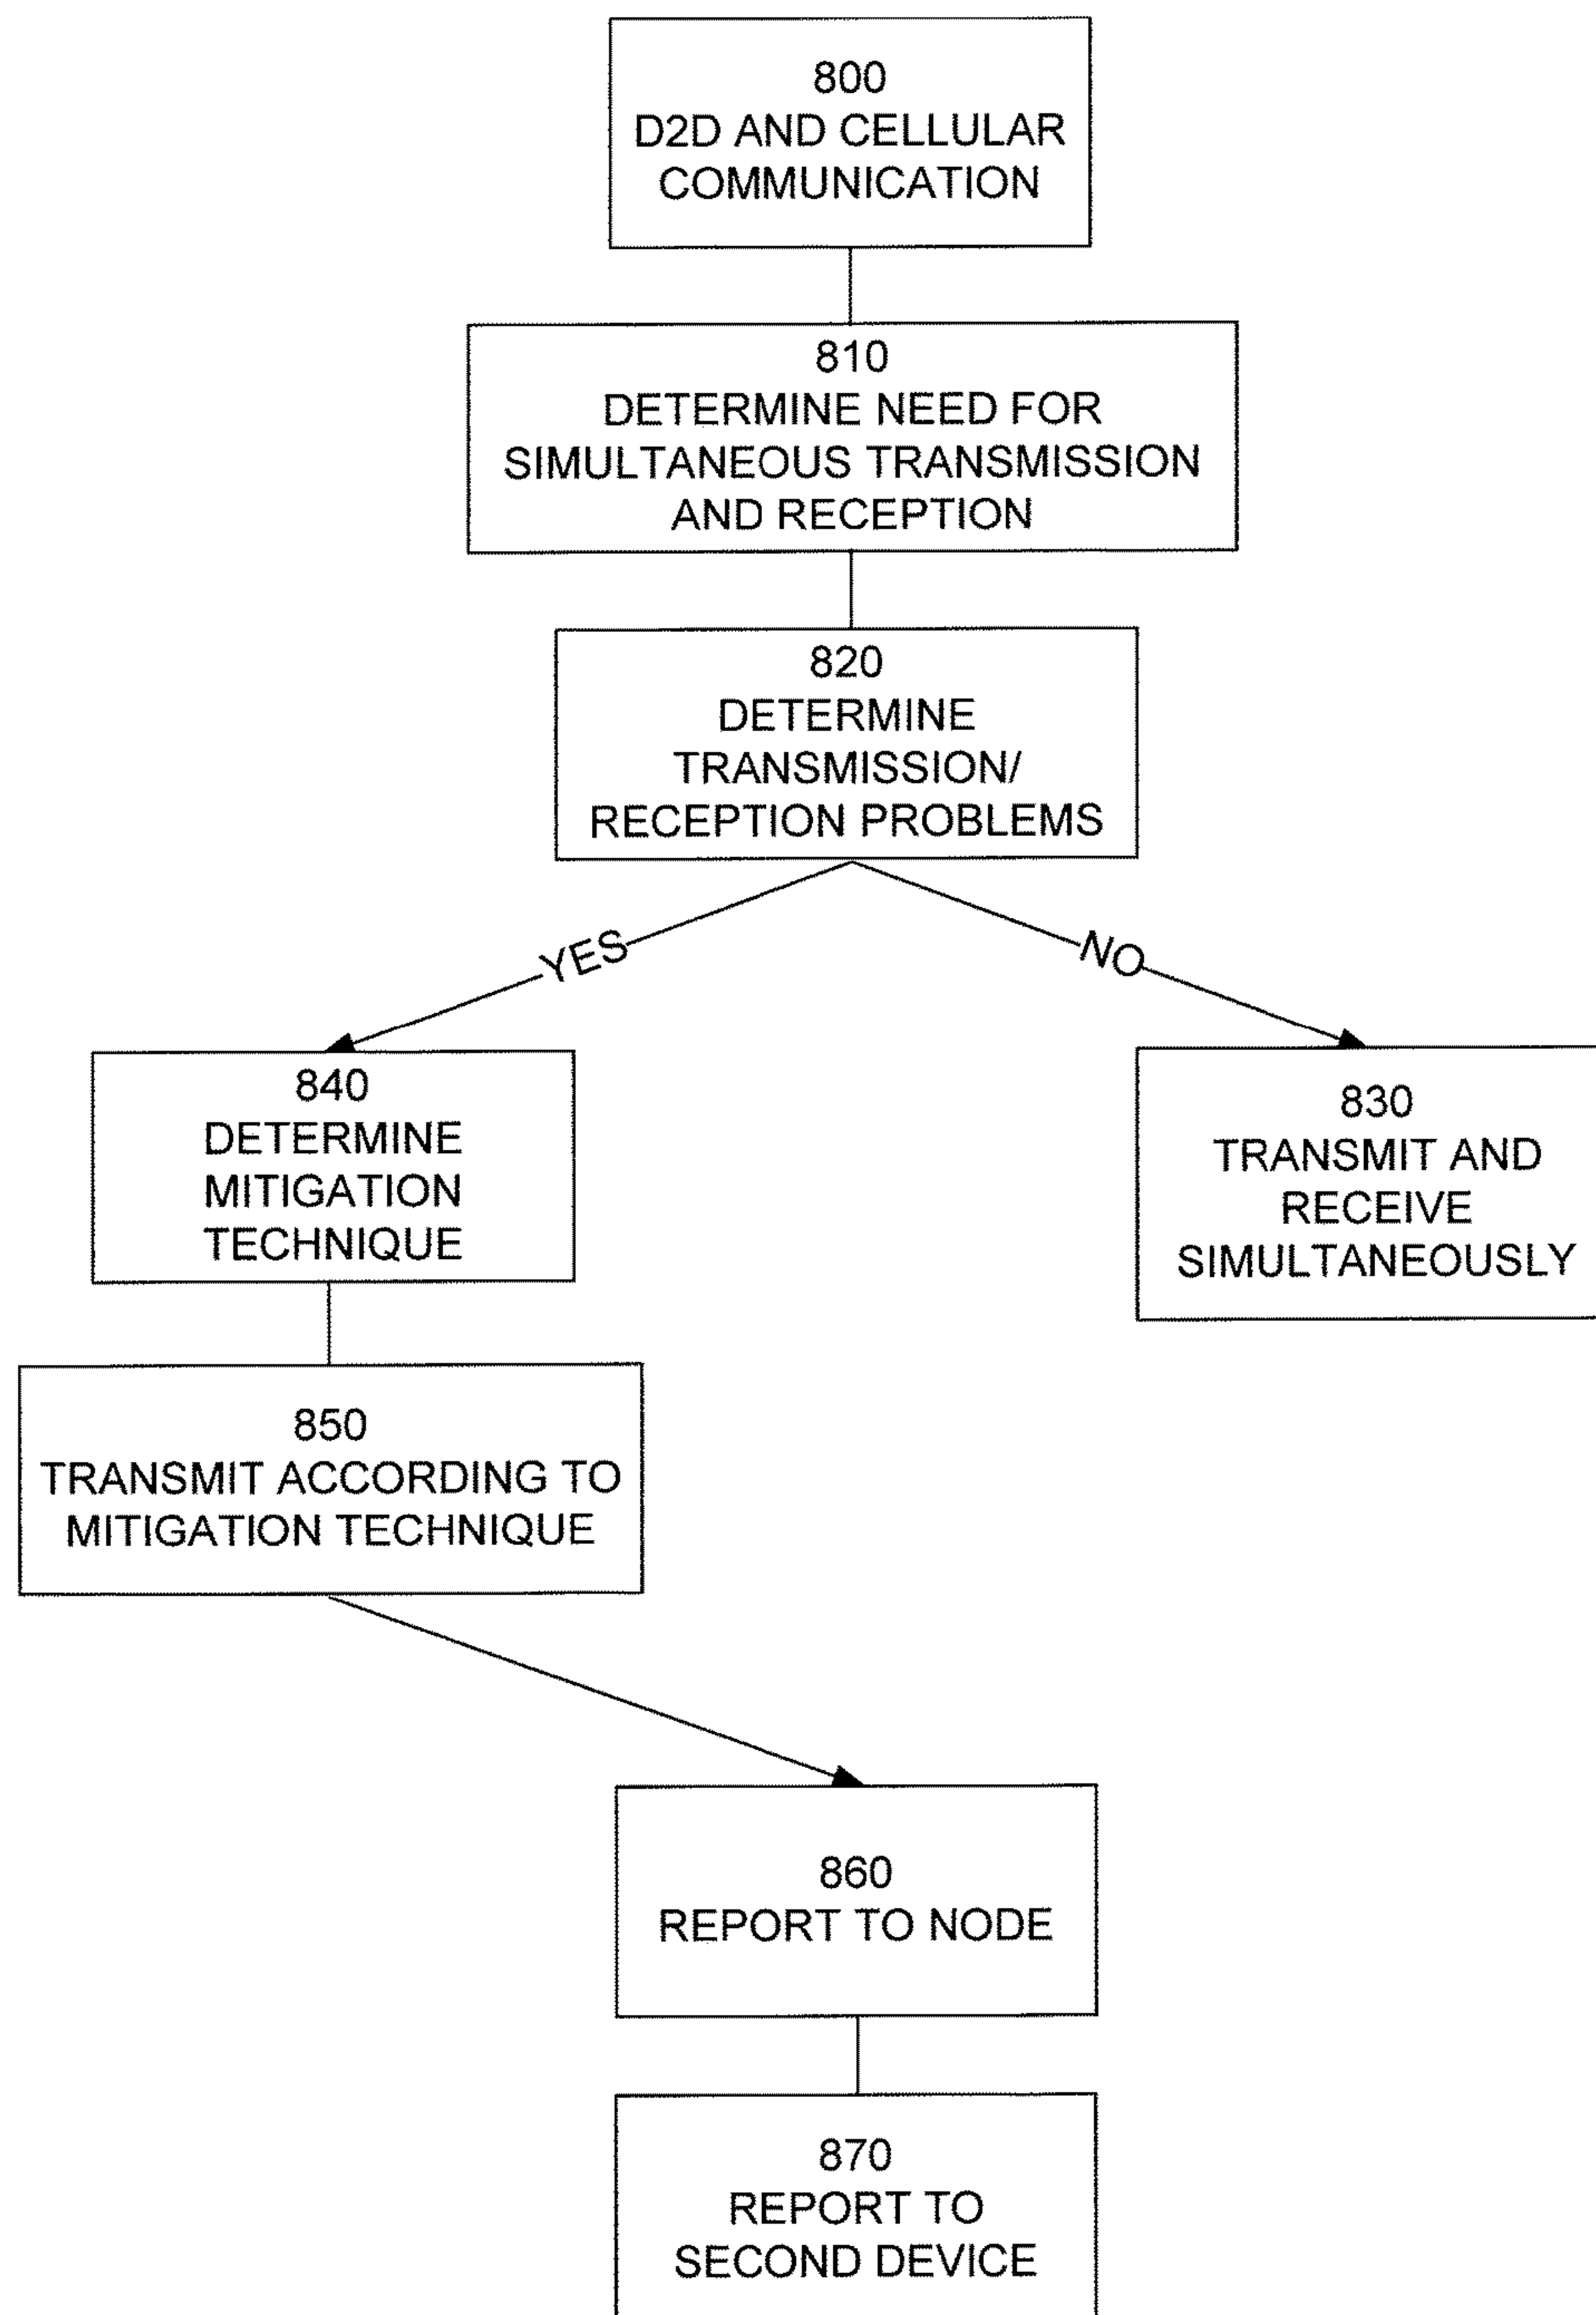 800
D2D AND CELLULAR
COMMUNICATION
810
DETERMINE NEED FOR
SIMULTANEOUS TRANSMISSION
AND RECEPTION
820
DETERMINE
TRANSMISSION/
RECEPTION PROBLEMS
YES
NO
840
DETERMINE
MITIGATION
TECHNIQUE
830
TRANSMIT AND
RECEIVE
SIMULTANEOUSLY
850
TRANSMIT ACCORDING TO
MITIGATION TECHNIQUE
860
REPORT TO NODE
870
REPORT TO
SECOND DEVICE